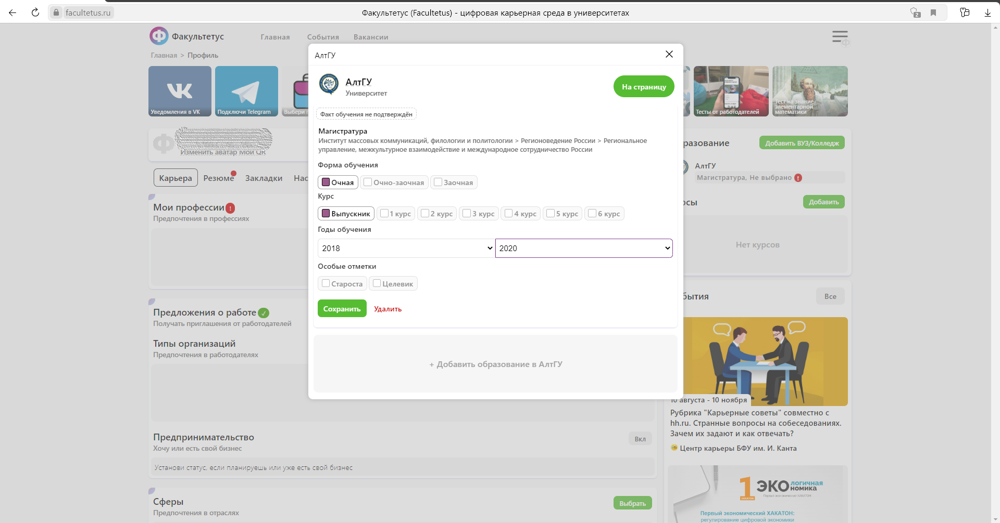 facultetus.ru
Факультетус (Facultetus) - цифровая карьерная среда в университетах
2
Факультетус
Главная
События
Вакансии
Главная > Профиль
Уведомления в VK
Подключи Telegram
Выбери
Тесты от работодателей
Тест на знание
элементарной
математики
АлтГУ
АлтГУ
Университет
На страницу
Факт обучения не подтверждён
Магистратура
Институт массовых коммуникаций, филологии и политологии > Регионоведение России > Региональное
управление, межкультурное взаимодействие и международное сотрудничество России
Форма обучения
Очная
Очно-заочная
Заочная
Курс
Выпускник
1 курс
2 курс
3 курс
4 курс
5 курс
6 курс
Годы обучения
2018
2020
Особые отметки
Староста
Целевик
Сохранить
Удалить
+ Добавить образование в АлтГУ
Изменить аватар Мой QR
Карьера
Резюме
Закладки
Нас
Мои профессии !
Предпочтения в профессиях
Предложения о работе ✓
Получать приглашения от работодателей
Типы организаций
Предпочтения в работодателях
Предпринимательство
Вкл
Хочу или есть свой бизнес
Установи статус, если планируешь или уже есть свой бизнес
Сферы
Выбрать
Предпочтения в отраслях
разование
Добавить ВУЗ/Колледж
АлтГУ
Магистратура, Не выбрано !
рсы
Добавить
Нет курсов
бытия
Все
10 августа - 10 ноября
Рубрика "Карьерные советы" совместно с
hh.ru. Странные вопросы на собеседованиях.
Зачем их задают и как отвечать?
Центр карьеры БФУ им. И. Канта
1 ЭКО логичная
номика
ХАКАТОН
Первый экономический ХАКАТОН
Первый экономический ХАКАТОН:
регулирование цифровой экономики